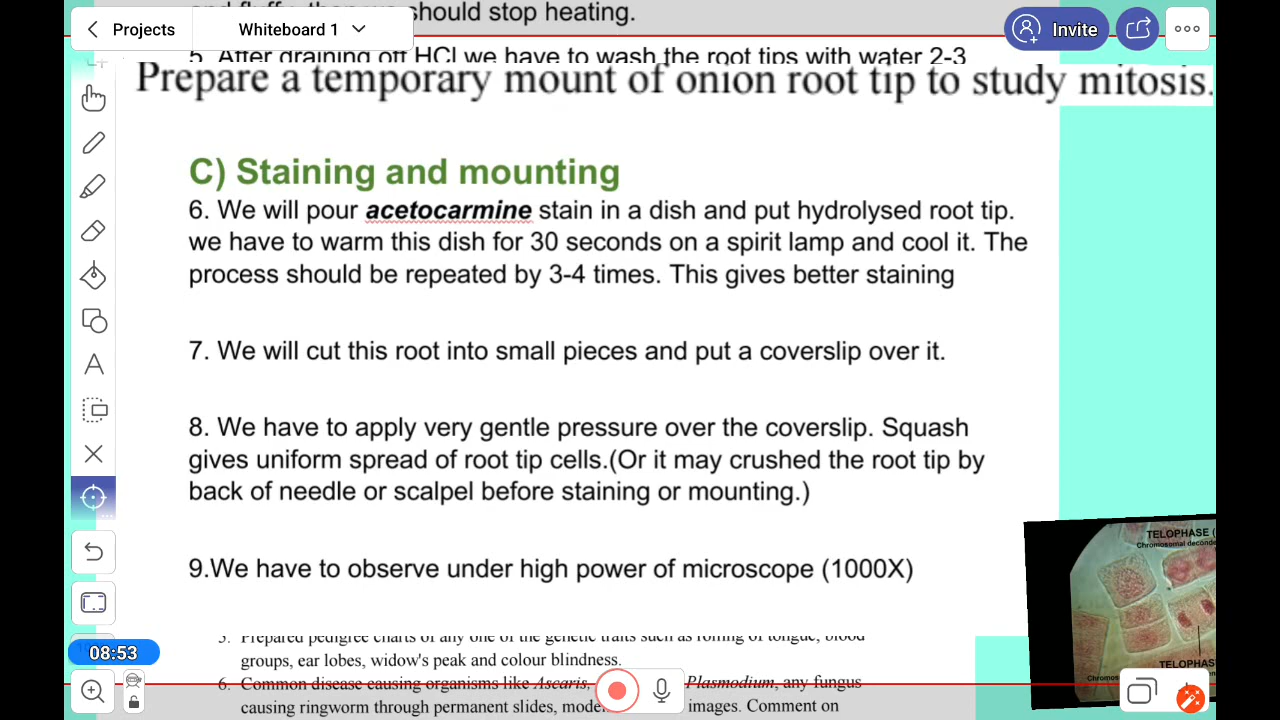 and fluffy, then we should stop heating.
Projects
Whiteboard 1
Invite
5. After draining off HCl we have to wash the root tips with water 2-3
Prepare a temporary mount of onion root tip to study mitosis.
C) Staining and mounting
6. We will pour acetocarmine stain in a dish and put hydrolysed root tip.
we have to warm this dish for 30 seconds on a spirit lamp and cool it. The
process should be repeated by 3-4 times. This gives better staining
7. We will cut this root into small pieces and put a coverslip over it.
8. We have to apply very gentle pressure over the coverslip. Squash
gives uniform spread of root tip cells.(Or it may crushed the root tip by
back of needle or scalpel before staining or mounting.)
9.We have to observe under high power of microscope (1000X)
TELOPHASE (
Chromosomal deconde
5. Prepared pedigree charts of any one of the genetic traits such as rolling of tongue, blood
groups, ear lobes, widow's peak and colour blindness.
6. Common disease causing organisms like Ascaris, Plasmodium, any fungus
causing ringworm through permanent slides, mode images. Comment on
TELOPHAS
Chromos
08:53